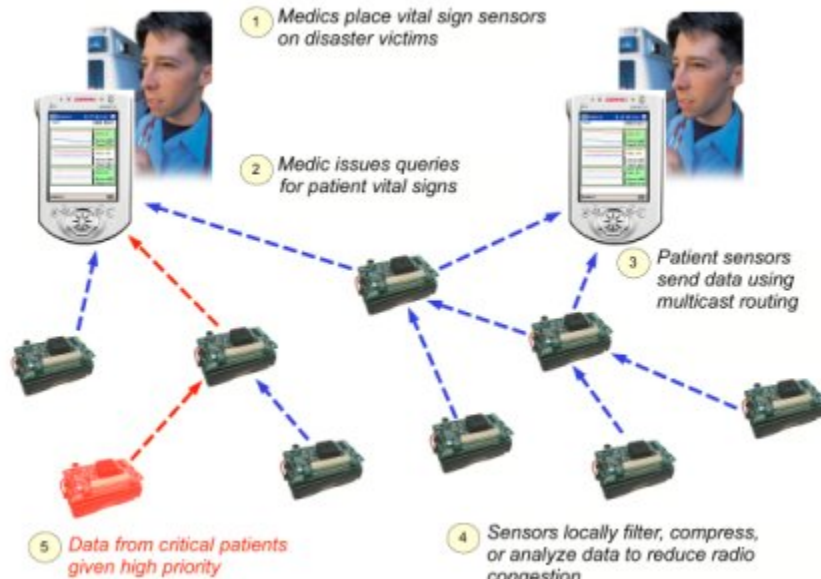 1 Medics place vital sign sensors
on disaster victims
2 Medic issues queries
for patient vital signs
3 Patient sensors
send data using
multicast routing
5 Data from critical patients
given high priority
4 Sensors locally filter, compress,
or analyze data to reduce radio
congestion